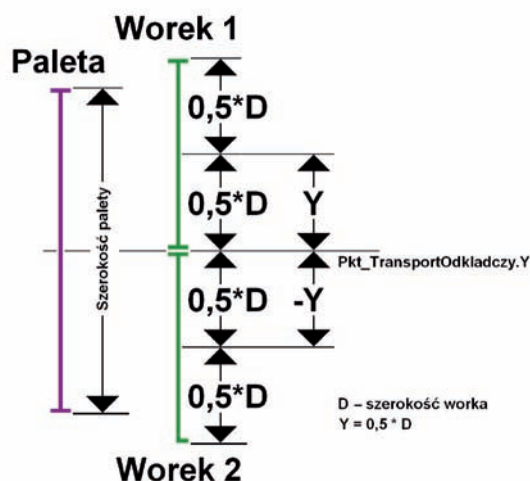 Worek 1
Paleta
0,5*D
Szerokość palety
0,5*D
Y
Pkt_TransportOdkladczy.Y
0,5*D
-Y
0,5*D
D – szerokość worka
Y = 0,5 * D
Worek 2